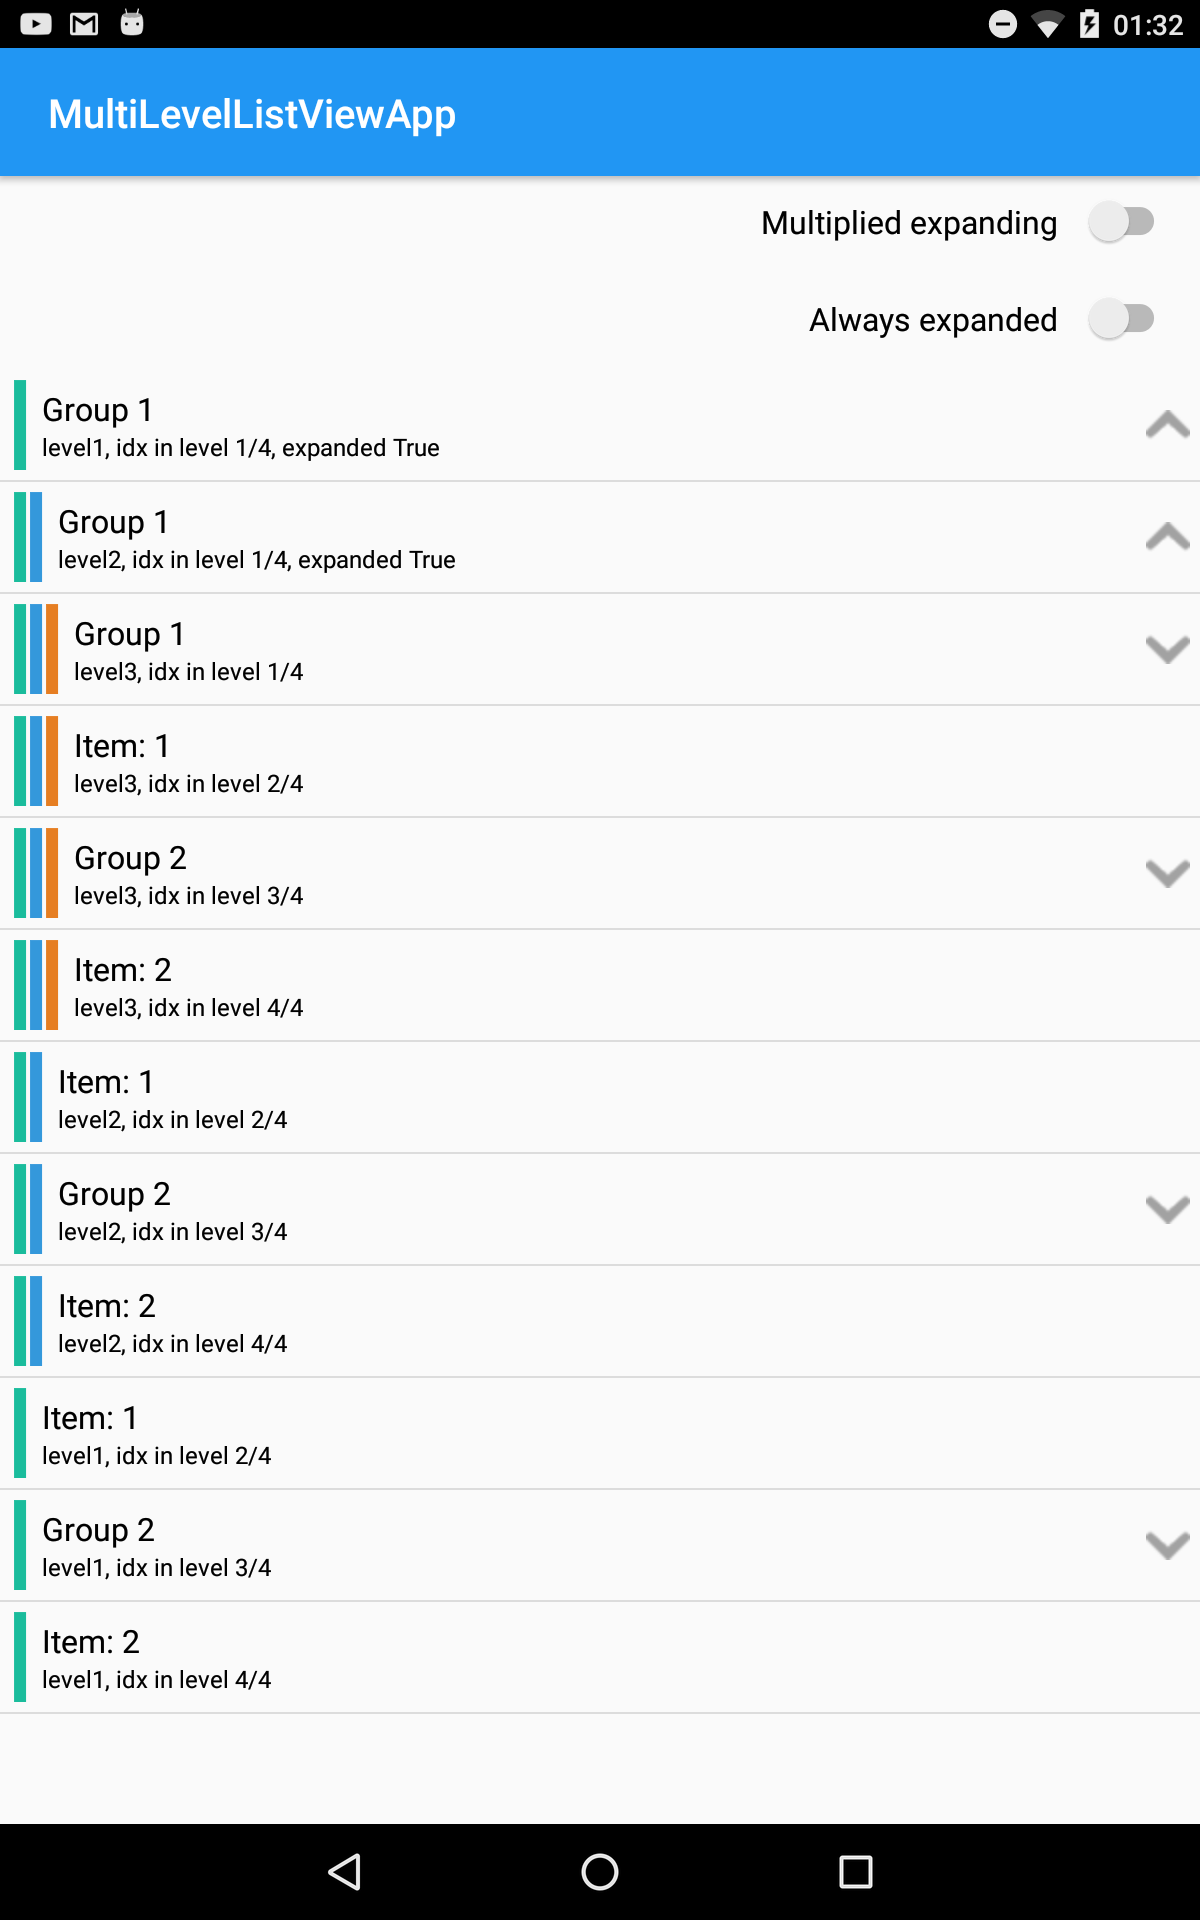 01:32
MultiLevelListViewApp
Multiplied expanding
Always expanded
Group 1
level1, idx in level 1/4, expanded True
Group 1
level2, idx in level 1/4, expanded True
Group 1
level3, idx in level 1/4
Item: 1
level3, idx in level 2/4
Group 2
level3, idx in level 3/4
Item: 2
level3, idx in level 4/4
Item: 1
level2, idx in level 2/4
Group 2
level2, idx in level 3/4
Item: 2
level2, idx in level 4/4
Item: 1
level1, idx in level 2/4
Group 2
level1, idx in level 3/4
Item: 2
level1, idx in level 4/4